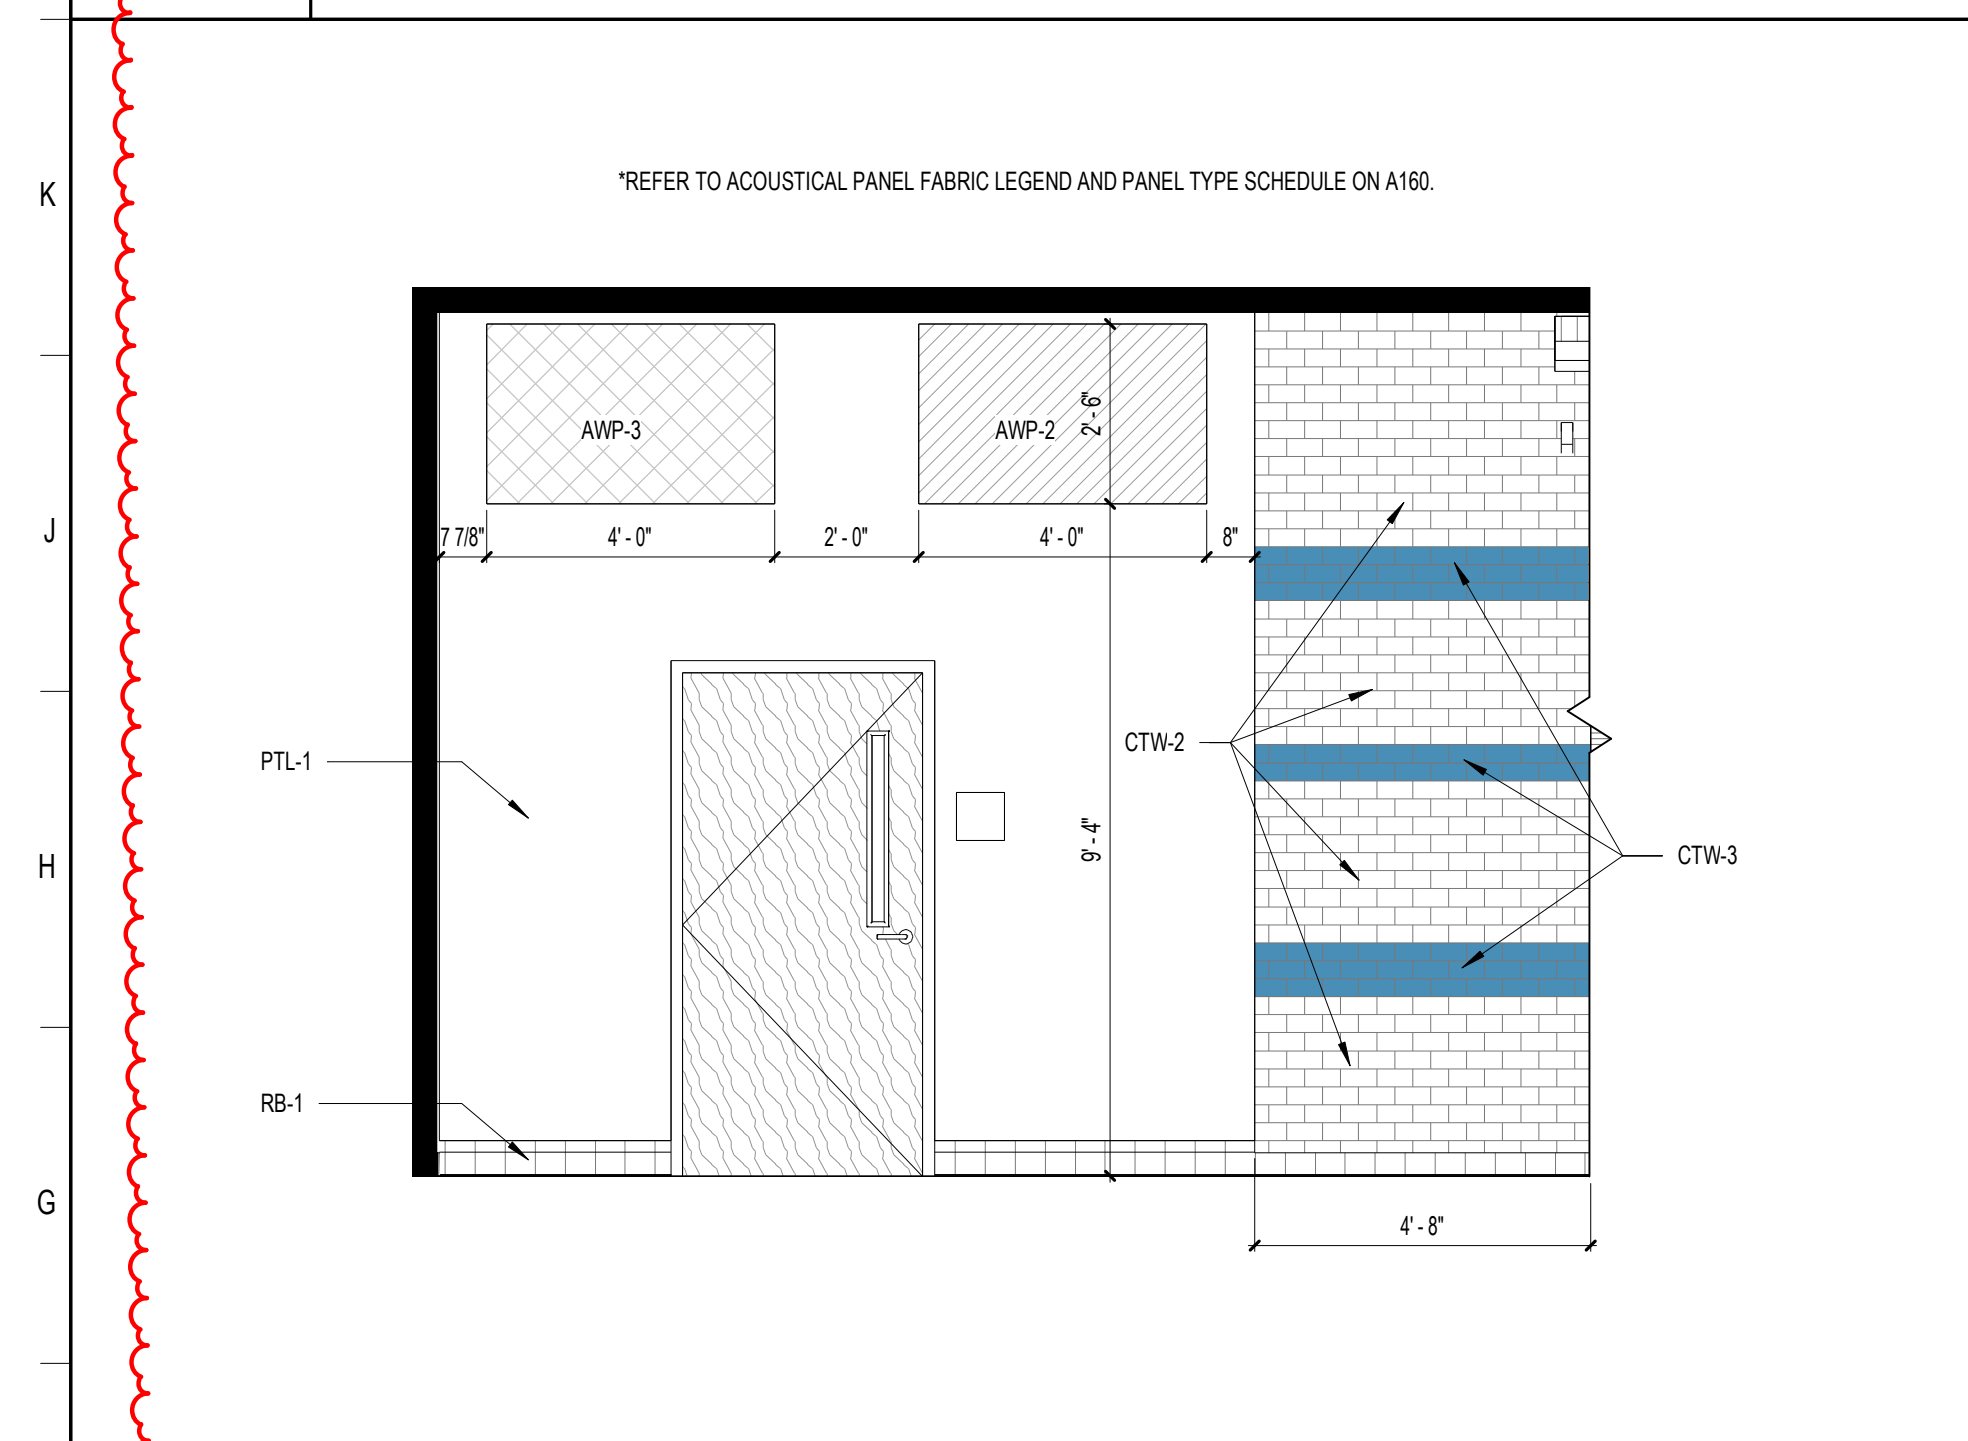 K
*REFER TO ACOUSTICAL PANEL FABRIC LEGEND AND PANEL TYPE SCHEDULE ON A160.
AWP-3
AWP-2
2' - 6"
J
7 7/8"
4' - 0"
2' - 0"
4' - 0"
8"
CTW-2
PTL-1
9' - 4"
H
CTW-3
RB-1
G
4' - 8"